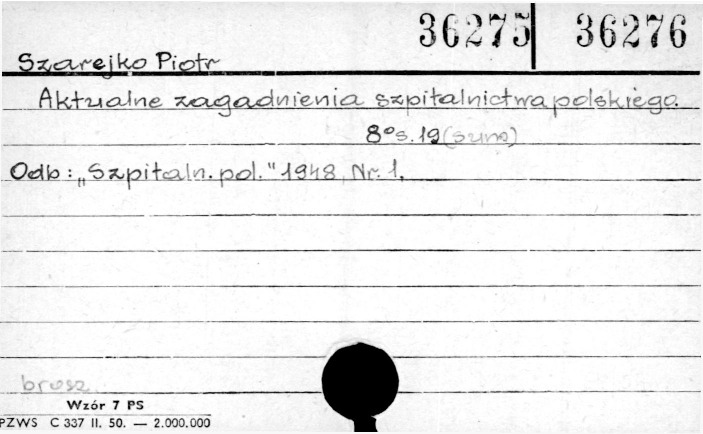 36275 36276
Szarejko Piotr
Aktualne zagadnienia szpitalnictwa polskiego.
8° s. 19 (sum)
Odb: „Szpitaln. pol." 1948, Nr. 1.
brosz.
Wzór 7 PS
PZWS C 337 II. 50. — 2.000.000